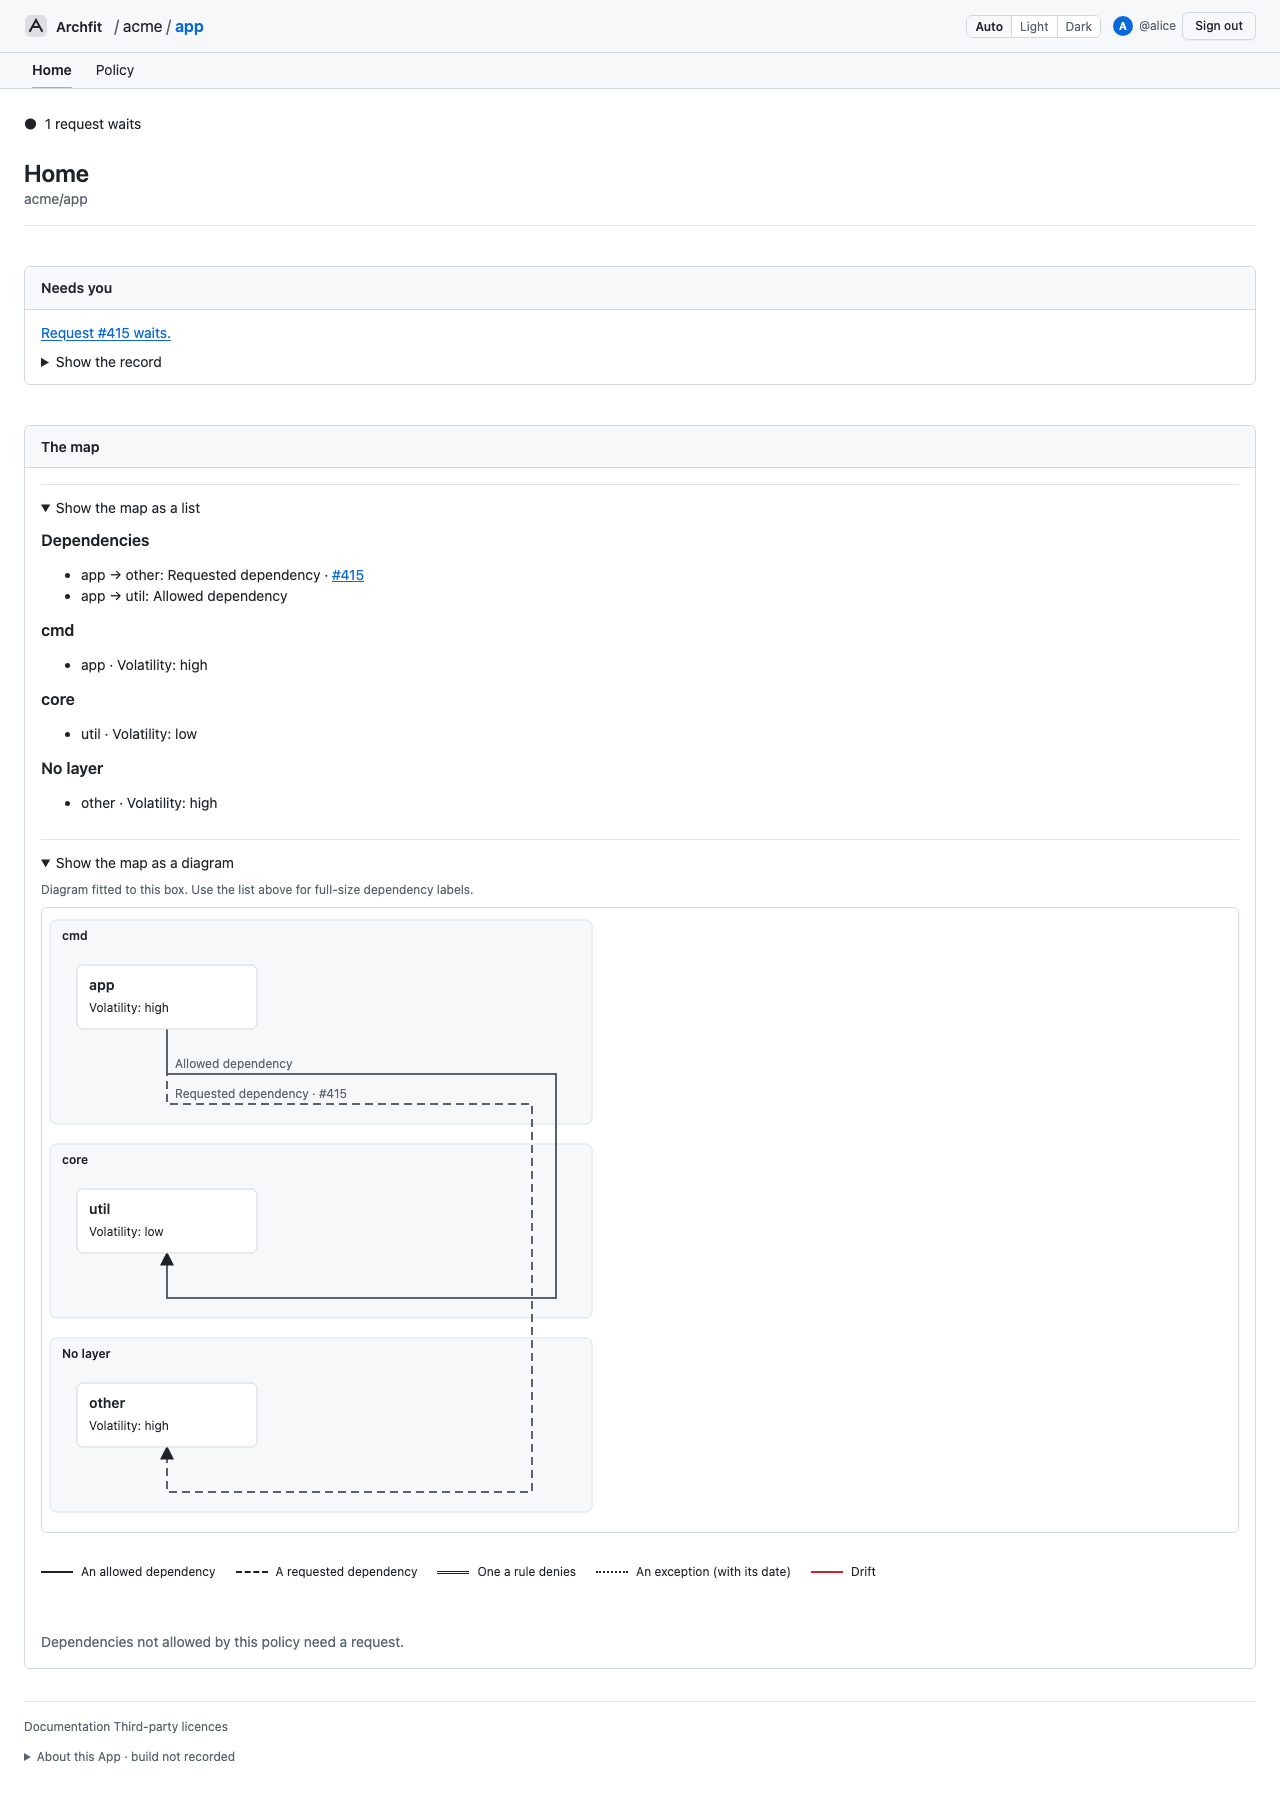 Archfit / acme / app
Auto Light Dark
A @alice Sign out
Home Policy
1 request waits
Home
acme/app
Needs you
Request #415 waits.
Show the record
The map
Show the map as a list
Dependencies
app → other: Requested dependency · #415
app → util: Allowed dependency
cmd
app · Volatility: high
core
util · Volatility: low
No layer
other · Volatility: high
Show the map as a diagram
Diagram fitted to this box. Use the list above for full-size dependency labels.
cmd
app
Volatility: high
Allowed dependency
Requested dependency · #415
core
util
Volatility: low
No layer
other
Volatility: high
An allowed dependency A requested dependency One a rule denies An exception (with its date) Drift
Dependencies not allowed by this policy need a request.
Documentation Third-party licences
About this App · build not recorded